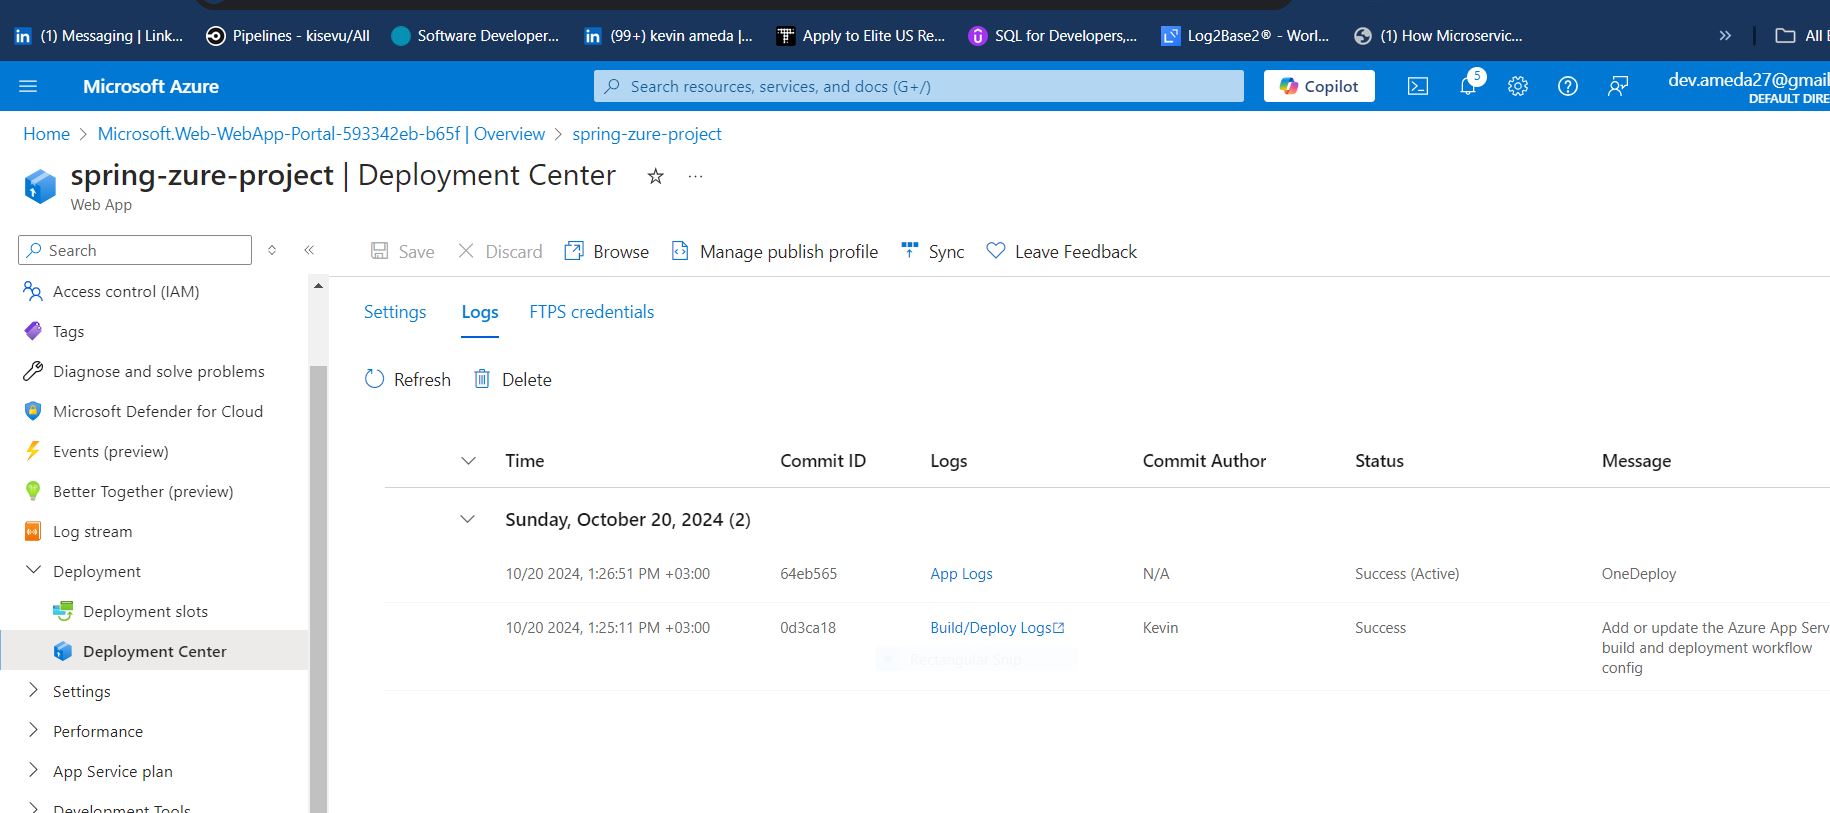 (1) Messaging | Link... Pipelines - kisevu/All Software Developer... (99+) kevin ameda |... Apply to Elite US Re... SQL for Developers,... Log2Base2® - Worl... (1) How Microservic... » All
Microsoft Azure Search resources, services, and docs (G+/) Copilot 5 dev.ameda27@gmail
DEFAULT DIRE
Home > Microsoft.Web-WebApp-Portal-593342eb-b65f | Overview > spring-zure-project
spring-zure-project | Deployment Center ☆ ...
Web App
Search « Save Discard Browse Manage publish profile Sync Leave Feedback
Access control (IAM)
Tags
Diagnose and solve problems
Microsoft Defender for Cloud
Events (preview)
Better Together (preview)
Log stream
Deployment
Deployment slots
Deployment Center
Settings
Performance
App Service plan
Development Tools
Settings Logs FTPS credentials
Refresh Delete
Time Commit ID Logs Commit Author Status Message
Sunday, October 20, 2024 (2)
10/20 2024, 1:26:51 PM +03:00 64eb565 App Logs N/A Success (Active) OneDeploy
10/20 2024, 1:25:11 PM +03:00 0d3ca18 Build/Deploy Logs Kevin Success Add or update the Azure App Serv
build and deployment workflow
config
Rectangular Snip